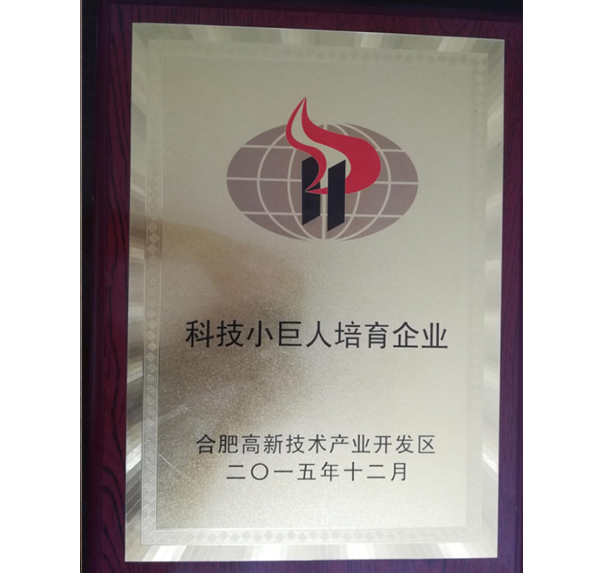 科技小巨人培育企业
合肥高新技术产业开发区
二〇一五年十二月